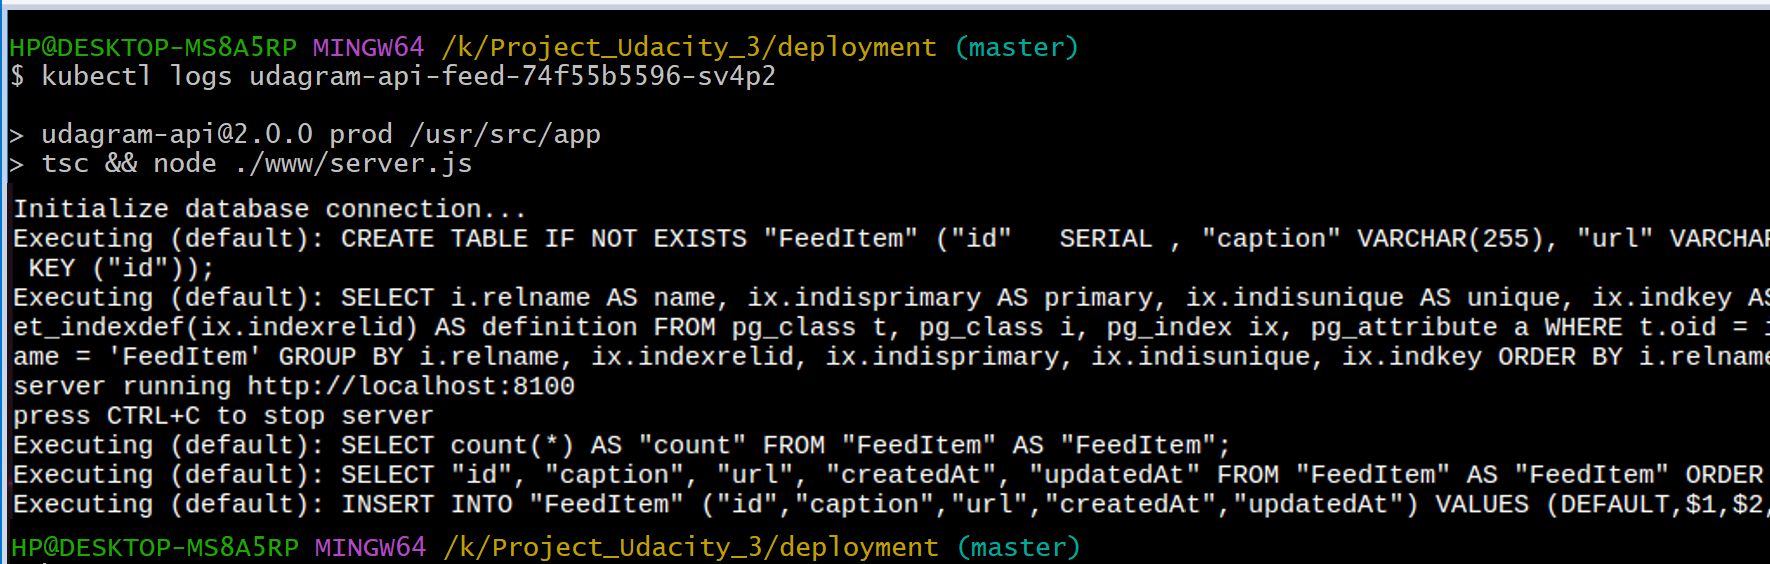 HP@DESKTOP-MS8A5RP MINGW64 /k/Project_Udacity_3/deployment (master)
$ kubectl logs udagram-api-feed-74f55b5596-sv4p2
> udagram-api@2.0.0 prod /usr/src/app
> tsc && node ./www/server.js
Initialize database connection...
Executing (default): CREATE TABLE IF NOT EXISTS "FeedItem" ("id"   SERIAL , "caption" VARCHAR(255), "url" VARCHAR
KEY ("id"));
Executing (default): SELECT i.relname AS name, ix.indisprimary AS primary, ix.indisunique AS unique, ix.indkey AS
et_indexdef(ix.indexrelid) AS definition FROM pg_class t, pg_class i, pg_index ix, pg_attribute a WHERE t.oid =
ame = 'FeedItem' GROUP BY i.relname, ix.indexrelid, ix.indisprimary, ix.indisunique, ix.indkey ORDER BY i.relname
server running http://localhost:8100
press CTRL+C to stop server
Executing (default): SELECT count(*) AS "count" FROM "FeedItem" AS "FeedItem";
Executing (default): SELECT "id", "caption", "url", "createdAt", "updatedAt" FROM "FeedItem" AS "FeedItem" ORDER
Executing (default): INSERT INTO "FeedItem" ("id","caption","url","createdAt","updatedAt") VALUES (DEFAULT,$1,$2,
HP@DESKTOP-MS8A5RP MINGW64 /k/Project_Udacity_3/deployment (master)